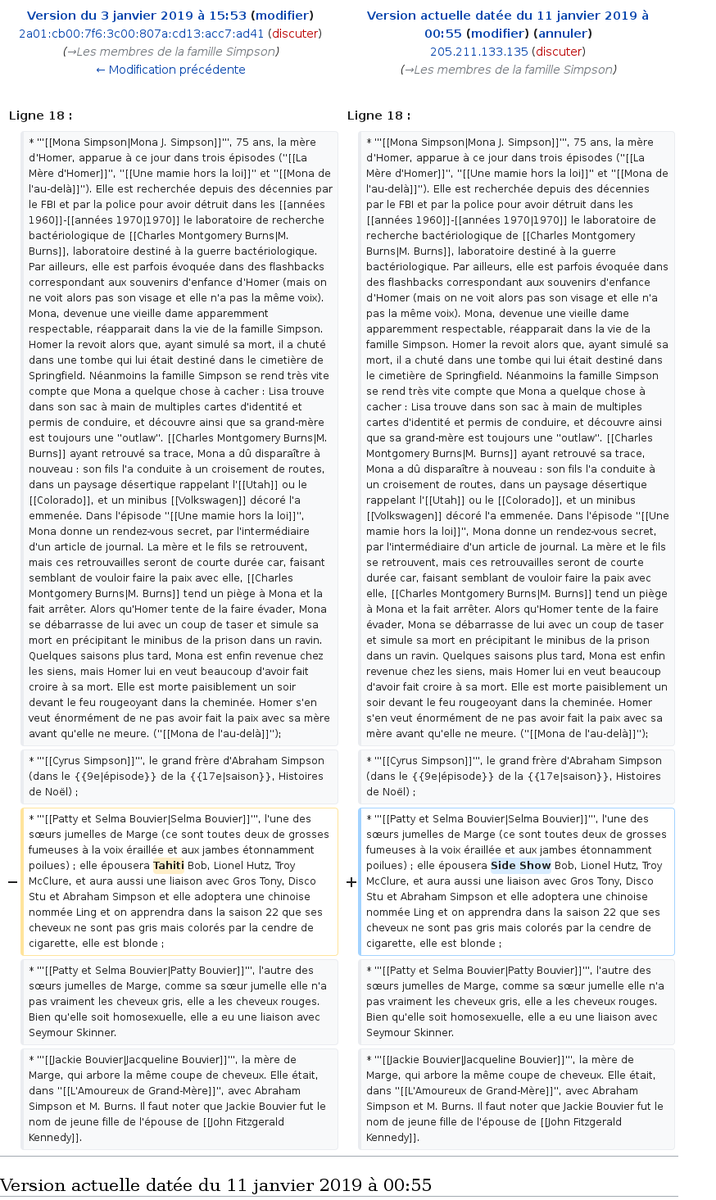 Version du 3 janvier 2019 à 15:53 (modifier)
2a01:cb00:7f6:3c00:807a:cd13:acc7:ad41 (discuter)
(→Les membres de la famille Simpson)
← Modification précédente
Version actuelle datée du 11 janvier 2019 à
00:55 (modifier) (annuler)
205.211.133.135 (discuter)
(→Les membres de la famille Simpson)
Ligne 18 :
* '''[[Mona Simpson|Mona J. Simpson]]''', 75 ans, la mère
d'Homer, apparue à ce jour dans trois épisodes (''[[La
Mère d'Homer]]'', ''[[Une mamie hors la loi]]'' et ''[[Mona de
l'au-delà]]''). Elle est recherchée depuis des décennies par
le FBI et par la police pour avoir détruit dans les [[années
1960]]-[[années 1970|1970]] le laboratoire de recherche
bactériologique de [[Charles Montgomery Burns|M.
Burns]], laboratoire destiné à la guerre bactériologique.
Par ailleurs, elle est parfois évoquée dans des flashbacks
correspondant aux souvenirs d'enfance d'Homer (mais on
ne voit alors pas son visage et elle n'a pas la même voix).
Mona, devenue une vieille dame apparemment
respectable, réapparait dans la vie de la famille Simpson.
Homer la revoit alors que, ayant simulé sa mort, il a chuté
dans une tombe qui lui était destiné dans le cimetière de
Springfield. Néanmoins la famille Simpson se rend très vite
compte que Mona a quelque chose à cacher : Lisa trouve
dans son sac à main de multiples cartes d'identité et
permis de conduire, et découvre ainsi que sa grand-mère
est toujours une ''outlaw''. [[Charles Montgomery Burns|M.
Burns]] ayant retrouvé sa trace, Mona a dû disparaître à
nouveau : son fils l'a conduite à un croisement de routes,
dans un paysage désertique rappelant l'[[Utah]] ou le
[[Colorado]], et un minibus [[Volkswagen]] décoré l'a
emmenée. Dans l'épisode ''[[Une mamie hors la loi]]'',
Mona donne un rendez-vous secret, par l'intermédiaire
d'un article de journal. La mère et le fils se retrouvent,
mais ces retrouvailles seront de courte durée car, faisant
semblant de vouloir faire la paix avec elle, [[Charles
Montgomery Burns|M. Burns]] tend un piège à Mona et la
fait arrêter. Alors qu'Homer tente de la faire évader, Mona
se débarrasse de lui avec un coup de taser et simule sa
mort en précipitant le minibus de la prison dans un ravin.
Quelques saisons plus tard, Mona est enfin revenue chez
les siens, mais Homer lui en veut beaucoup d'avoir fait
croire à sa mort. Elle est morte paisiblement un soir
devant le feu rougeoyant dans la cheminée. Homer s'en
veut énormément de ne pas avoir fait la paix avec sa mère
avant qu'elle ne meure. (''[[Mona de l'au-delà]]'');
* '''[[Cyrus Simpson]]''', le grand frère d'Abraham Simpson
(dans le {{9e|épisode}} de la {{17e|saison}}, Histoires
de Noël) ;
− * '''[[Patty et Selma Bouvier|Selma Bouvier]]''', l'une des
sœurs jumelles de Marge (ce sont toutes deux de grosses
fumeuses à la voix éraillée et aux jambes étonnamment
poilues) ; elle épousera Tahiti Bob, Lionel Hutz, Troy
McClure, et aura aussi une liaison avec Gros Tony, Disco
Stu et Abraham Simpson et elle adoptera une chinoise
nommée Ling et on apprendra dans la saison 22 que ses
cheveux ne sont pas gris mais colorés par la cendre de
cigarette, elle est blonde ;
* '''[[Patty et Selma Bouvier|Patty Bouvier]]''', l'autre des
sœurs jumelles de Marge, comme sa sœur jumelle elle n'a
pas vraiment les cheveux gris, elle a les cheveux rouges.
Bien qu'elle soit homosexuelle, elle a eu une liaison avec
Seymour Skinner.
* '''[[Jackie Bouvier|Jacqueline Bouvier]]''', la mère de
Marge, qui arbore la même coupe de cheveux. Elle était,
dans ''[[L'Amoureux de Grand-Mère]]'', avec Abraham
Simpson et M. Burns. Il faut noter que Jackie Bouvier fut le
nom de jeune fille de l'épouse de [[John Fitzgerald
Kennedy]].
Ligne 18 :
* '''[[Mona Simpson|Mona J. Simpson]]''', 75 ans, la mère
d'Homer, apparue à ce jour dans trois épisodes (''[[La
Mère d'Homer]]'', ''[[Une mamie hors la loi]]'' et ''[[Mona de
l'au-delà]]''). Elle est recherchée depuis des décennies
par le FBI et par la police pour avoir détruit dans les
[[années 1960]]-[[années 1970|1970]] le laboratoire de
recherche bactériologique de [[Charles Montgomery
Burns|M. Burns]], laboratoire destiné à la guerre
bactériologique. Par ailleurs, elle est parfois évoquée dans
des flashbacks correspondant aux souvenirs d'enfance
d'Homer (mais on ne voit alors pas son visage et elle n'a
pas la même voix). Mona, devenue une vieille dame
apparemment respectable, réapparait dans la vie de la
famille Simpson. Homer la revoit alors que, ayant simulé sa
mort, il a chuté dans une tombe qui lui était destiné dans
le cimetière de Springfield. Néanmoins la famille Simpson
se rend très vite compte que Mona a quelque chose à
cacher : Lisa trouve dans son sac à main de multiples
cartes d'identité et permis de conduire, et découvre ainsi
que sa grand-mère est toujours une ''outlaw''. [[Charles
Montgomery Burns|M. Burns]] ayant retrouvé sa trace,
Mona a dû disparaître à nouveau : son fils l'a conduite à
un croisement de routes, dans un paysage désertique
rappelant l'[[Utah]] ou le [[Colorado]], et un minibus
[[Volkswagen]] décoré l'a emmenée. Dans l'épisode ''[[Une
mamie hors la loi]]'', Mona donne un rendez-vous secret,
par l'intermédiaire d'un article de journal. La mère et le fils
se retrouvent, mais ces retrouvailles seront de courte
durée car, faisant semblant de vouloir faire la paix avec
elle, [[Charles Montgomery Burns|M. Burns]] tend un piège
à Mona et la fait arrêter. Alors qu'Homer tente de la faire
évader, Mona se débarrasse de lui avec un coup de taser
et simule sa mort en précipitant le minibus de la prison
dans un ravin. Quelques saisons plus tard, Mona est enfin
revenue chez les siens, mais Homer lui en veut beaucoup
d'avoir fait croire à sa mort. Elle est morte paisiblement un
soir devant le feu rougeoyant dans la cheminée. Homer
s'en veut énormément de ne pas avoir fait la paix avec sa
mère avant qu'elle ne meure. (''[[Mona de l'au-delà]]'');
* '''[[Cyrus Simpson]]''', le grand frère d'Abraham Simpson
(dans le {{9e|épisode}} de la {{17e|saison}}, Histoires
de Noël) ;
+ * '''[[Patty et Selma Bouvier|Selma Bouvier]]''', l'une des
sœurs jumelles de Marge (ce sont toutes deux de grosses
fumeuses à la voix éraillée et aux jambes étonnamment
poilues) ; elle épousera Side Show Bob, Lionel Hutz, Troy
McClure, et aura aussi une liaison avec Gros Tony, Disco
Stu et Abraham Simpson et elle adoptera une chinoise
nommée Ling et on apprendra dans la saison 22 que ses
cheveux ne sont pas gris mais colorés par la cendre de
cigarette, elle est blonde ;
* '''[[Patty et Selma Bouvier|Patty Bouvier]]''', l'autre des
sœurs jumelles de Marge, comme sa sœur jumelle elle n'a
pas vraiment les cheveux gris, elle a les cheveux rouges.
Bien qu'elle soit homosexuelle, elle a eu une liaison avec
Seymour Skinner.
* '''[[Jackie Bouvier|Jacqueline Bouvier]]''', la mère de
Marge, qui arbore la même coupe de cheveux. Elle était,
dans ''[[L'Amoureux de Grand-Mère]]'', avec Abraham
Simpson et M. Burns. Il faut noter que Jackie Bouvier fut le
nom de jeune fille de l'épouse de [[John Fitzgerald
Kennedy]].
Version actuelle datée du 11 janvier 2019 à 00:55